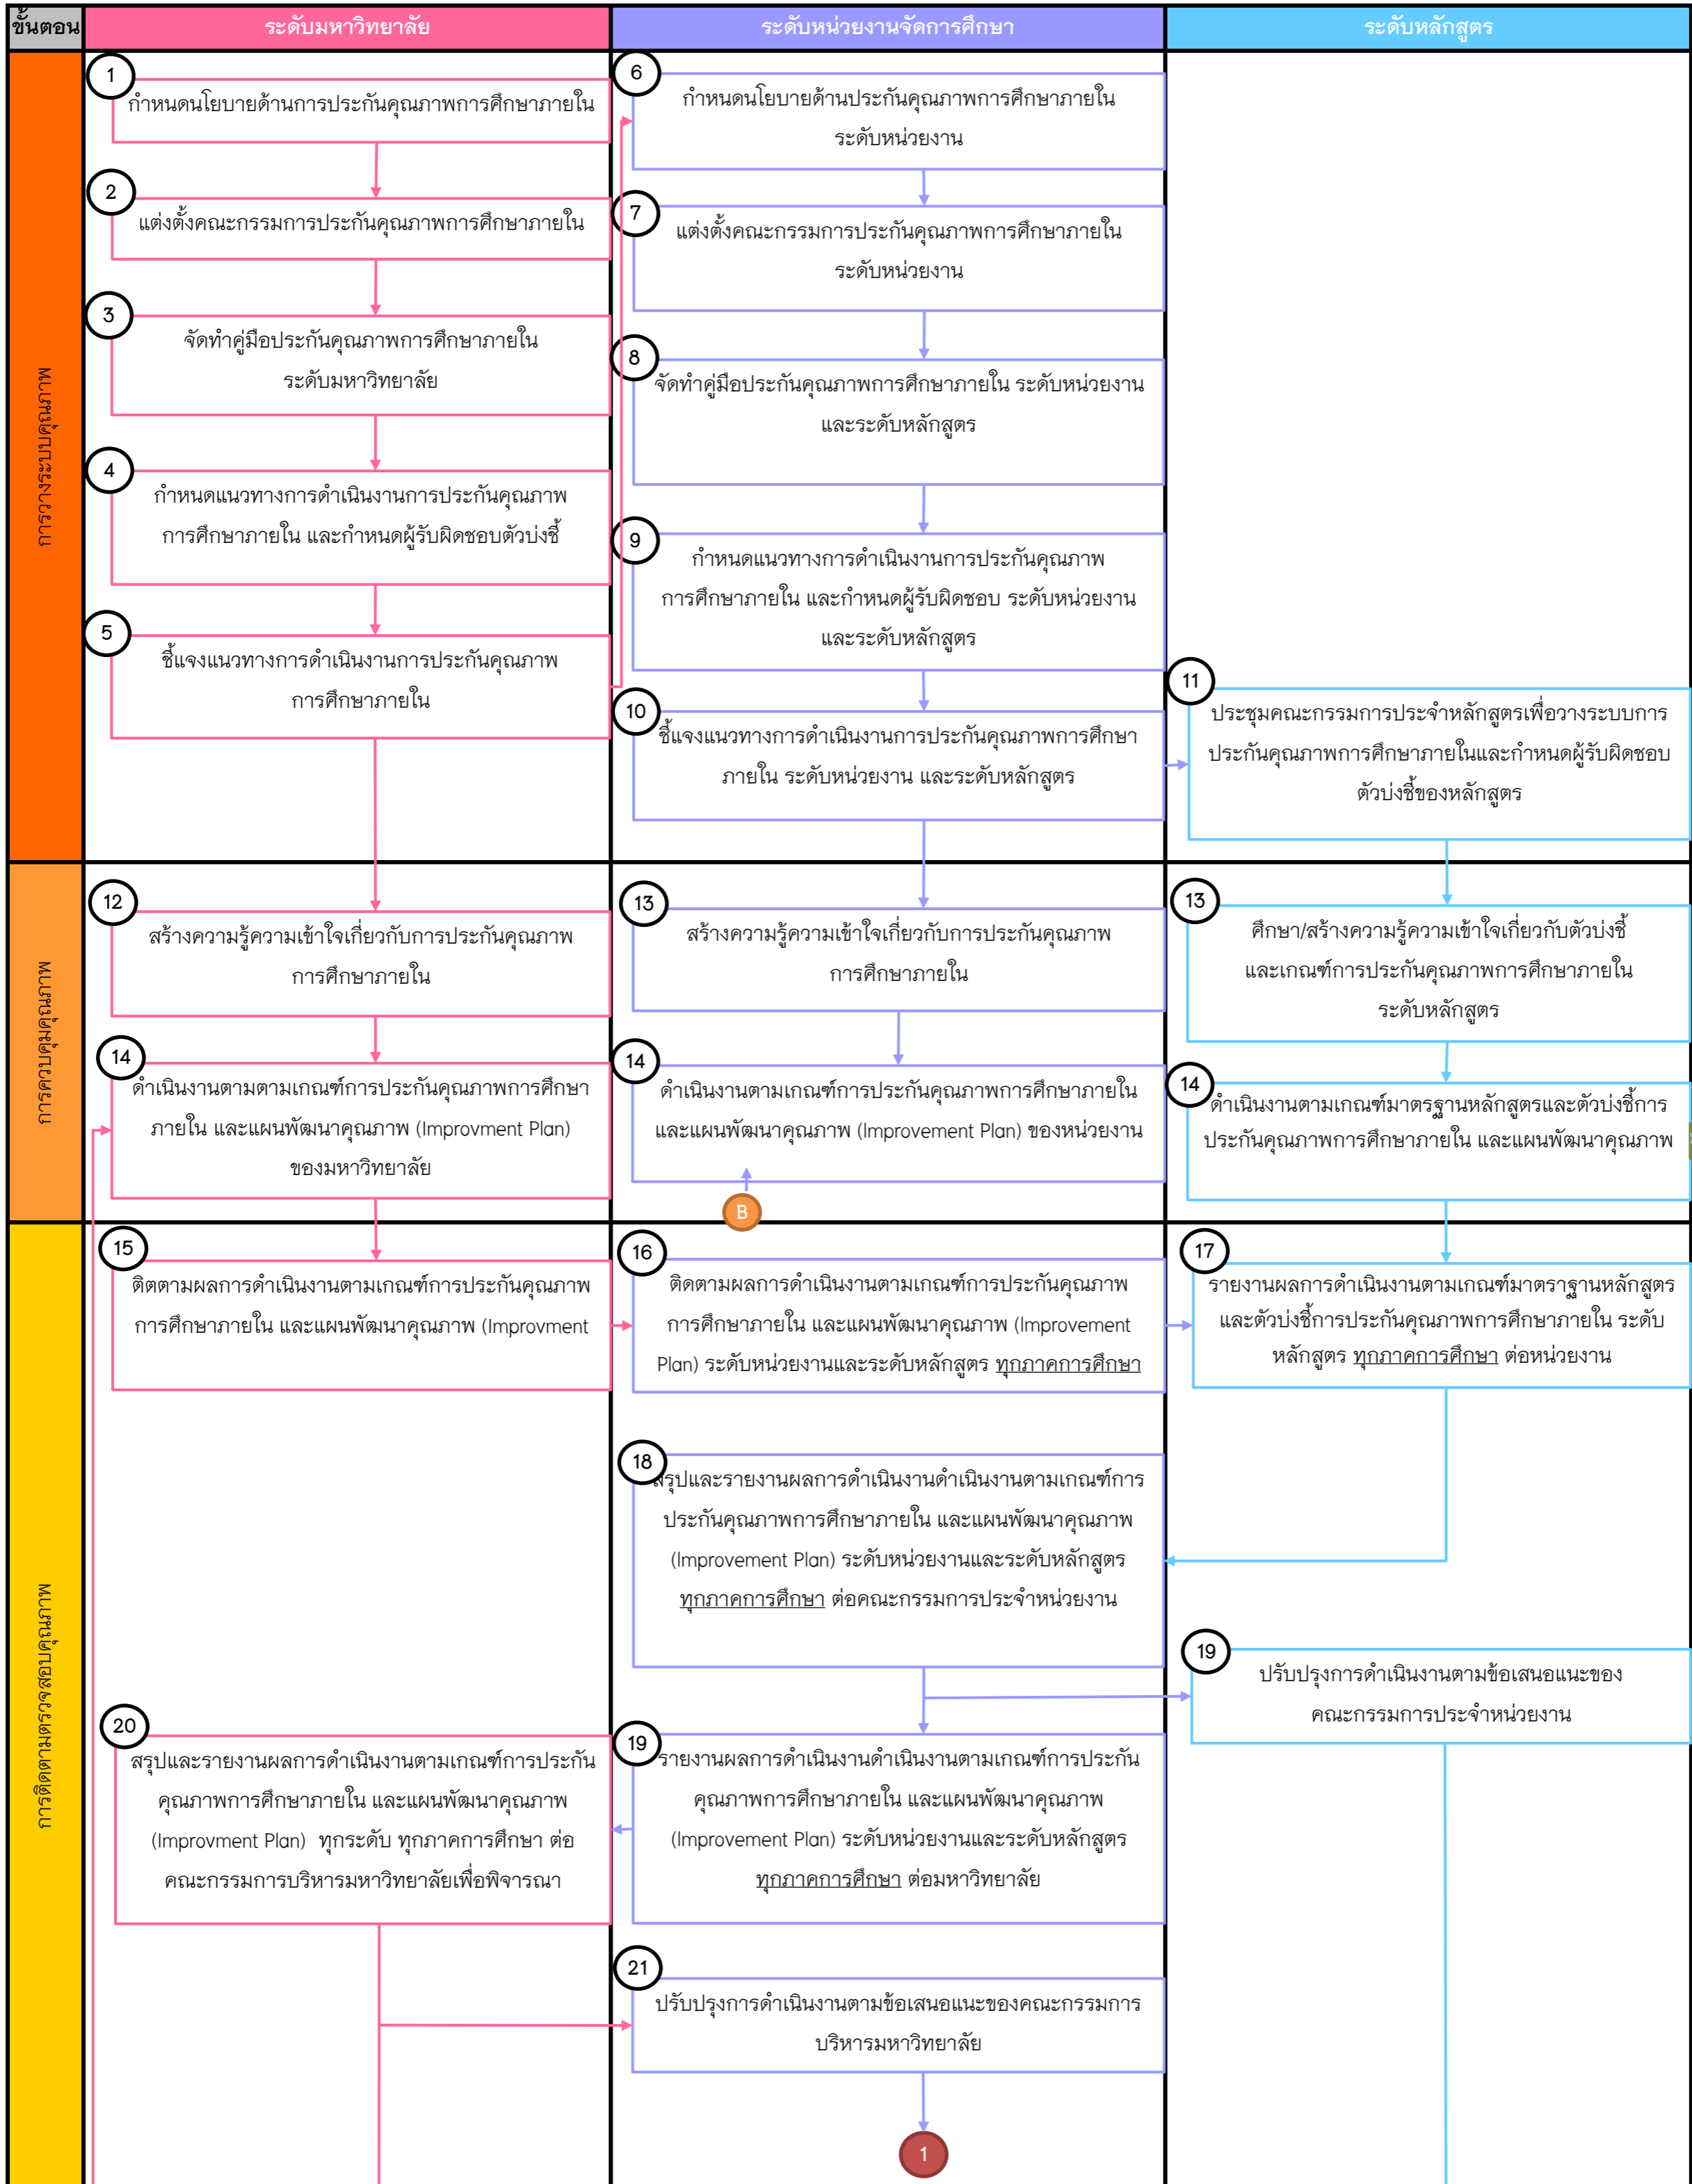 ขั้นตอน
ระดับมหาวิทยาลัย
ระดับหน่วยงานจัดการศึกษา
ระดับหลักสูตร
การวางระบบคุณภาพ
1
กำหนดนโยบายด้านการประกันคุณภาพการศึกษาภายใน
2
แต่งตั้งคณะกรรมการประกันคุณภาพการศึกษาภายใน
3
จัดทำคู่มือประกันคุณภาพการศึกษาภายใน
ระดับมหาวิทยาลัย
4
กำหนดแนวทางการดำเนินงานการประกันคุณภาพ
การศึกษาภายใน และกำหนดผู้รับผิดชอบตัวบ่งชี้
5
ชี้แจงแนวทางการดำเนินงานการประกันคุณภาพ
การศึกษาภายใน
6
กำหนดนโยบายด้านประกันคุณภาพการศึกษาภายใน
ระดับหน่วยงาน
7
แต่งตั้งคณะกรรมการประกันคุณภาพการศึกษาภายใน
ระดับหน่วยงาน
8
จัดทำคู่มือประกันคุณภาพการศึกษาภายใน ระดับหน่วยงาน
และระดับหลักสูตร
9
กำหนดแนวทางการดำเนินงานการประกันคุณภาพ
การศึกษาภายใน และกำหนดผู้รับผิดชอบ ระดับหน่วยงาน
และระดับหลักสูตร
10
ชี้แจงแนวทางการดำเนินงานการประกันคุณภาพการศึกษา
ภายใน ระดับหน่วยงาน และระดับหลักสูตร
11
ประชุมคณะกรรมการประจำหลักสูตรเพื่อวางระบบการ
ประกันคุณภาพการศึกษาภายในและกำหนดผู้รับผิดชอบ
ตัวบ่งชี้ของหลักสูตร
การควบคุมคุณภาพ
12
สร้างความรู้ความเข้าใจเกี่ยวกับการประกันคุณภาพ
การศึกษาภายใน
13
สร้างความรู้ความเข้าใจเกี่ยวกับการประกันคุณภาพ
การศึกษาภายใน
13
ศึกษา/สร้างความรู้ความเข้าใจเกี่ยวกับตัวบ่งชี้
และเกณฑ์การประกันคุณภาพการศึกษาภายใน
ระดับหลักสูตร
14
ดำเนินงานตามตามเกณฑ์การประกันคุณภาพการศึกษา
ภายใน และแผนพัฒนาคุณภาพ (Improvment Plan)
ของมหาวิทยาลัย
14
ดำเนินงานตามเกณฑ์การประกันคุณภาพการศึกษาภายใน
และแผนพัฒนาคุณภาพ (Improvement Plan) ของหน่วยงาน
B
14
ดำเนินงานตามเกณฑ์มาตรฐานหลักสูตรและตัวบ่งชี้การ
ประกันคุณภาพการศึกษาภายใน และแผนพัฒนาคุณภาพ
การติดตามตรวจสอบคุณภาพ
15
ติตตามผลการดำเนินงานตามเกณฑ์การประกันคุณภาพ
การศึกษาภายใน และแผนพัฒนาคุณภาพ (Improvment
16
ติดตามผลการดำเนินงานตามเกณฑ์การประกันคุณภาพ
การศึกษาภายใน และแผนพัฒนาคุณภาพ (Improvement
Plan) ระดับหน่วยงานและระดับหลักสูตร ทุกภาคการศึกษา
17
รายงานผลการดำเนินงานตามเกณฑ์มาตราฐานหลักสูตร
และตัวบ่งชี้การประกันคุณภาพการศึกษาภายใน ระดับ
หลักสูตร ทุกภาคการศึกษา ต่อหน่วยงาน
18
สรุปและรายงานผลการดำเนินงานดำเนินงานตามเกณฑ์การ
ประกันคุณภาพการศึกษาภายใน และแผนพัฒนาคุณภาพ
(Improvement Plan) ระดับหน่วยงานและระดับหลักสูตร
ทุกภาคการศึกษา ต่อคณะกรรมการประจำหน่วยงาน
19
ปรับปรุงการดำเนินงานตามข้อเสนอแนะของ
คณะกรรมการประจำหน่วยงาน
20
สรุปและรายงานผลการดำเนินงานตามเกณฑ์การประกัน
คุณภาพการศึกษาภายใน และแผนพัฒนาคุณภาพ
(Improvment Plan) ทุกระดับ ทุกภาคการศึกษา ต่อ
คณะกรรมการบริหารมหาวิทยาลัยเพื่อพิจารณา
19
รายงานผลการดำเนินงานดำเนินงานตามเกณฑ์การประกัน
คุณภาพการศึกษาภายใน และแผนพัฒนาคุณภาพ
(Improvement Plan) ระดับหน่วยงานและระดับหลักสูตร
ทุกภาคการศึกษา ต่อมหาวิทยาลัย
21
ปรับปรุงการดำเนินงานตามข้อเสนอแนะของคณะกรรมการ
บริหารมหาวิทยาลัย
1